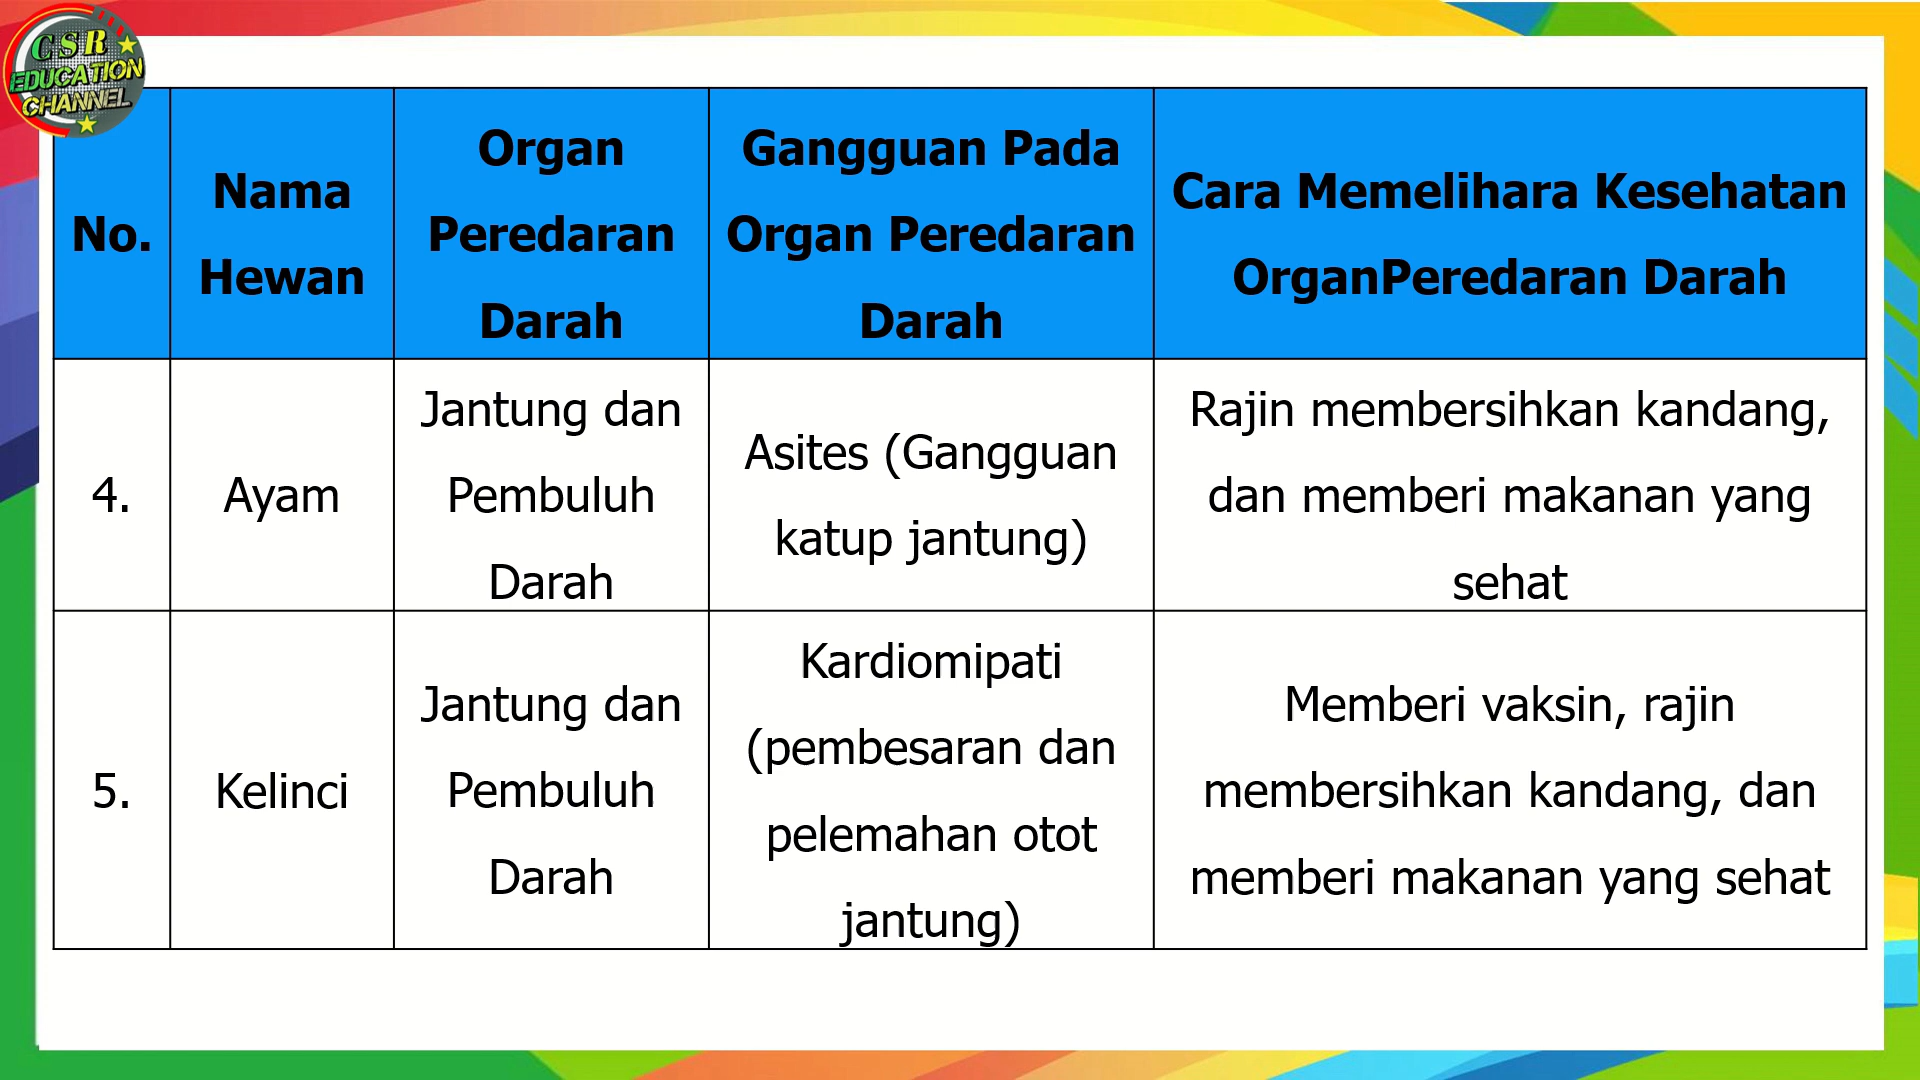 CSR
EDUCATION
CHANNEL
No.
Nama
Hewan
Organ
Peredaran
Darah
Gangguan Pada
Organ Peredaran
Darah
Cara Memelihara Kesehatan
OrganPeredaran Darah
4.
Ayam
Jantung dan
Pembuluh
Darah
Asites (Gangguan
katup jantung)
Rajin membersihkan kandang,
dan memberi makanan yang
sehat
5.
Kelinci
Jantung dan
Pembuluh
Darah
Kardiomipati
(pembesaran dan
pelemahan otot
jantung)
Memberi vaksin, rajin
membersihkan kandang, dan
memberi makanan yang sehat